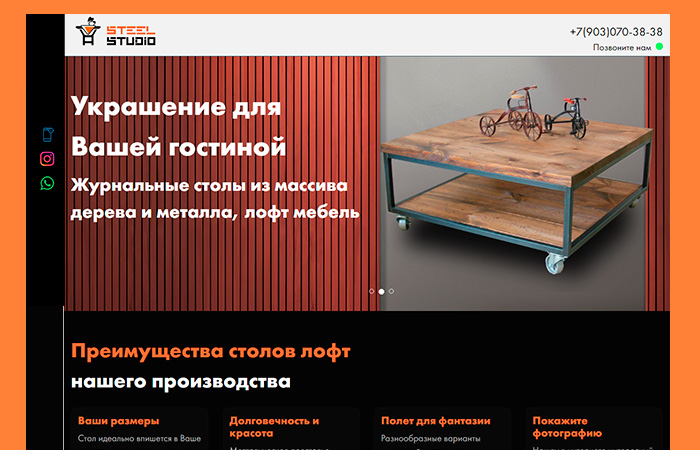 STEEL
STUDIO
+7(903)070-38-38
Позвоните нам
Украшение для
Вашей гостиной
Журнальные столы из массива
дерева и металла, лофт мебель
Преимущества столов лофт
нашего производства
Ваши размеры
Стол идеально впишется в Ваше
Долговечность и
красота
Полет для фантазии
Разнообразные варианты
Покажите
фотографию